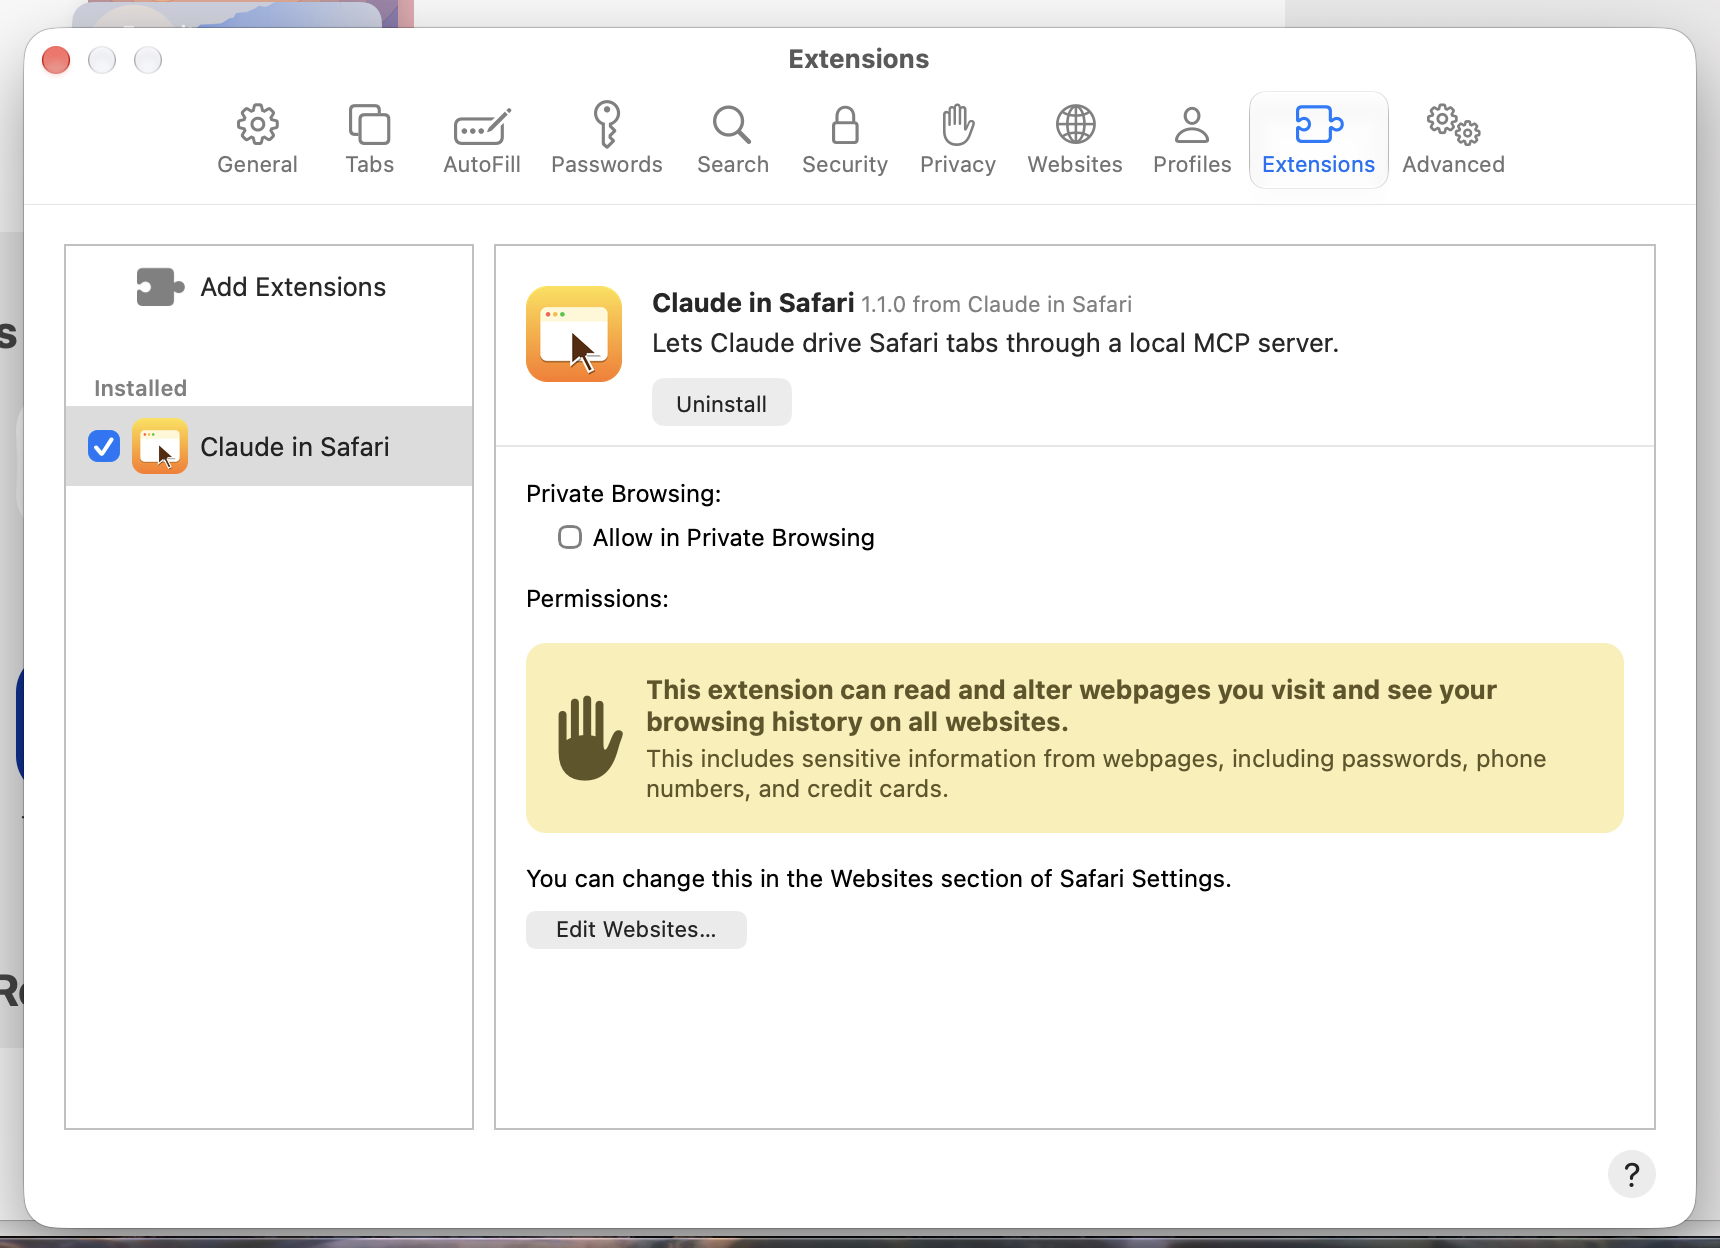 Extensions
General
Tabs
AutoFill
Passwords
Search
Security
Privacy
Websites
Profiles
Extensions
Advanced
Add Extensions
Installed
Claude in Safari
Claude in Safari 1.1.0 from Claude in Safari
Lets Claude drive Safari tabs through a local MCP server.
Uninstall
Private Browsing:
Allow in Private Browsing
Permissions:
This extension can read and alter webpages you visit and see your
browsing history on all websites.
This includes sensitive information from webpages, including passwords, phone
numbers, and credit cards.
You can change this in the Websites section of Safari Settings.
Edit Websites...
?